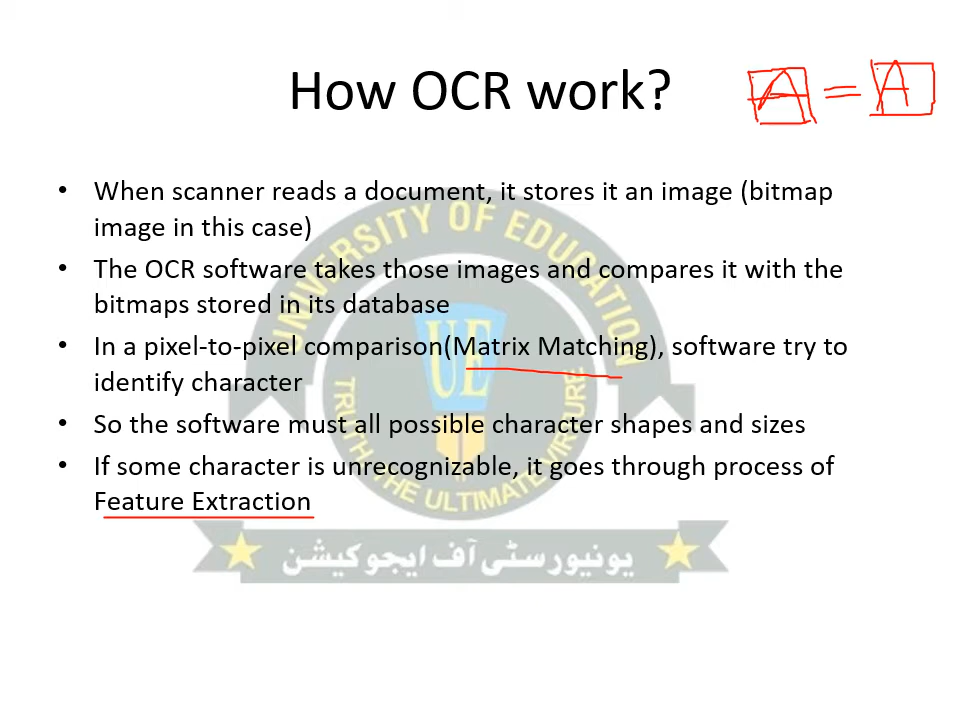 How OCR work?
A = A
• When scanner reads a document, it stores it an image (bitmap
image in this case)
• The OCR software takes those images and compares it with the
bitmaps stored in its database
• In a pixel-to-pixel comparison(Matrix Matching), software try to
identify character
• So the software must all possible character shapes and sizes
• If some character is unrecognizable, it goes through process of
Feature Extraction
UNIVERSITY OF EDUCATION
UE
TRUTH THE ULTIMATE VIRTURE
یونیورسٹی آف ایجوکیشن